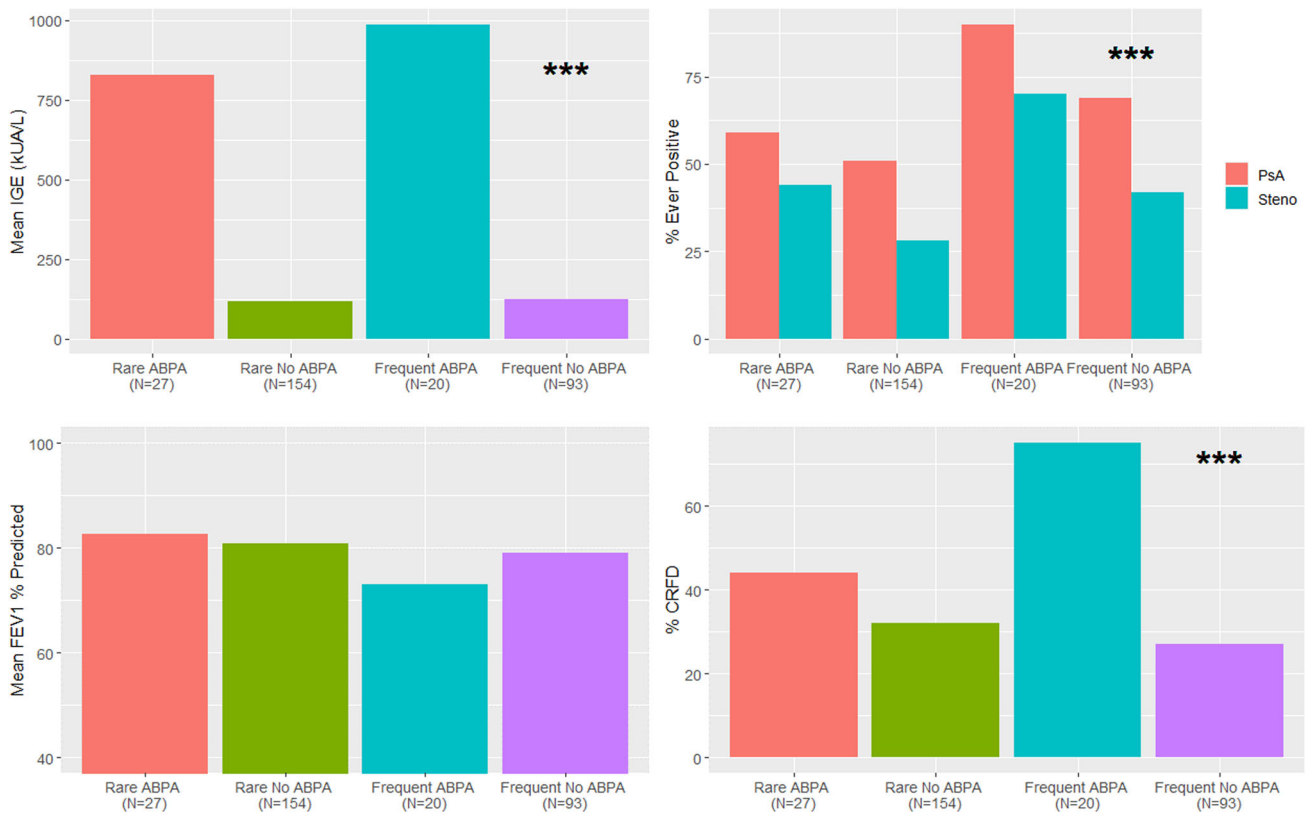 Mean IGE (kUA/L)
1000
750
500
250
0
***
Rare ABPA
(N=27)
Rare No ABPA
(N=154)
Frequent ABPA
(N=20)
Frequent No ABPA
(N=93)
% Ever Positive
75
50
25
0
***
Rare ABPA
(N=27)
Rare No ABPA
(N=154)
Frequent ABPA
(N=20)
Frequent No ABPA
(N=93)
PsA
Steno
Mean FEV1 % Predicted
100
80
60
40
Rare ABPA
(N=27)
Rare No ABPA
(N=154)
Frequent ABPA
(N=20)
Frequent No ABPA
(N=93)
% CRFD
60
40
20
0
***
Rare ABPA
(N=27)
Rare No ABPA
(N=154)
Frequent ABPA
(N=20)
Frequent No ABPA
(N=93)